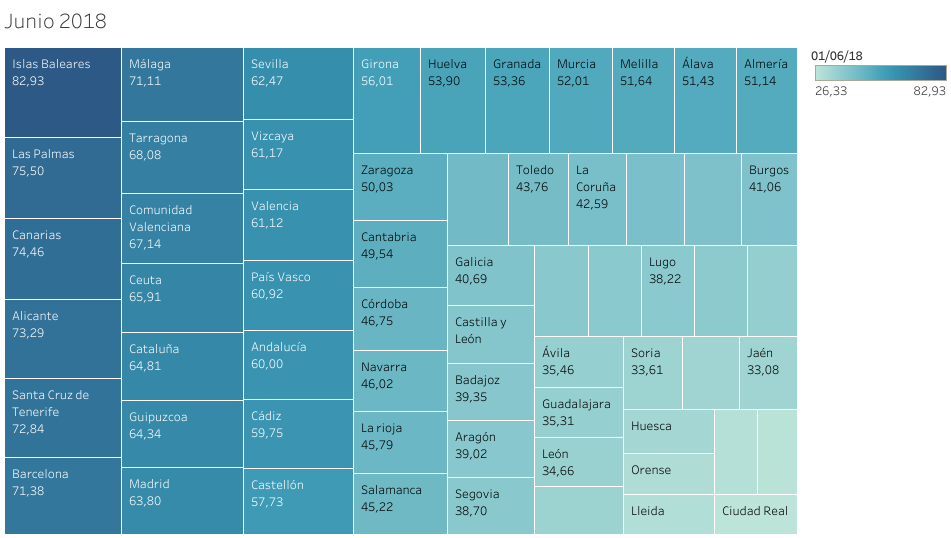 Junio 2018
01/06/18
26,33
82,93
Islas Baleares
82,93
Las Palmas
75,50
Canarias
74,46
Alicante
73,29
Santa Cruz de
Tenerife
72,84
Barcelona
71,38
Málaga
71,11
Tarragona
68,08
Comunidad
Valenciana
67,14
Ceuta
65,91
Cataluña
64,81
Guipuzcoa
64,34
Madrid
63,80
Sevilla
62,47
Vizcaya
61,17
Valencia
61,12
País Vasco
60,92
Andalucía
60,00
Cádiz
59,75
Castellón
57,73
Girona
56,01
Huelva
53,90
Granada
53,36
Murcia
52,01
Melilla
51,64
Álava
51,43
Almería
51,14
Zaragoza
50,03
Cantabria
49,54
Córdoba
46,75
Navarra
46,02
La rioja
45,79
Salamanca
45,22
Toledo
43,76
La
Coruña
42,59
Burgos
41,06
Galicia
40,69
Castilla y
León
Badajoz
39,35
Aragón
39,02
Segovia
38,70
Lugo
38,22
Ávila
35,46
Guadalajara
35,31
León
34,66
Soria
33,61
Jaén
33,08
Huesca
Orense
Lleida
Ciudad Real